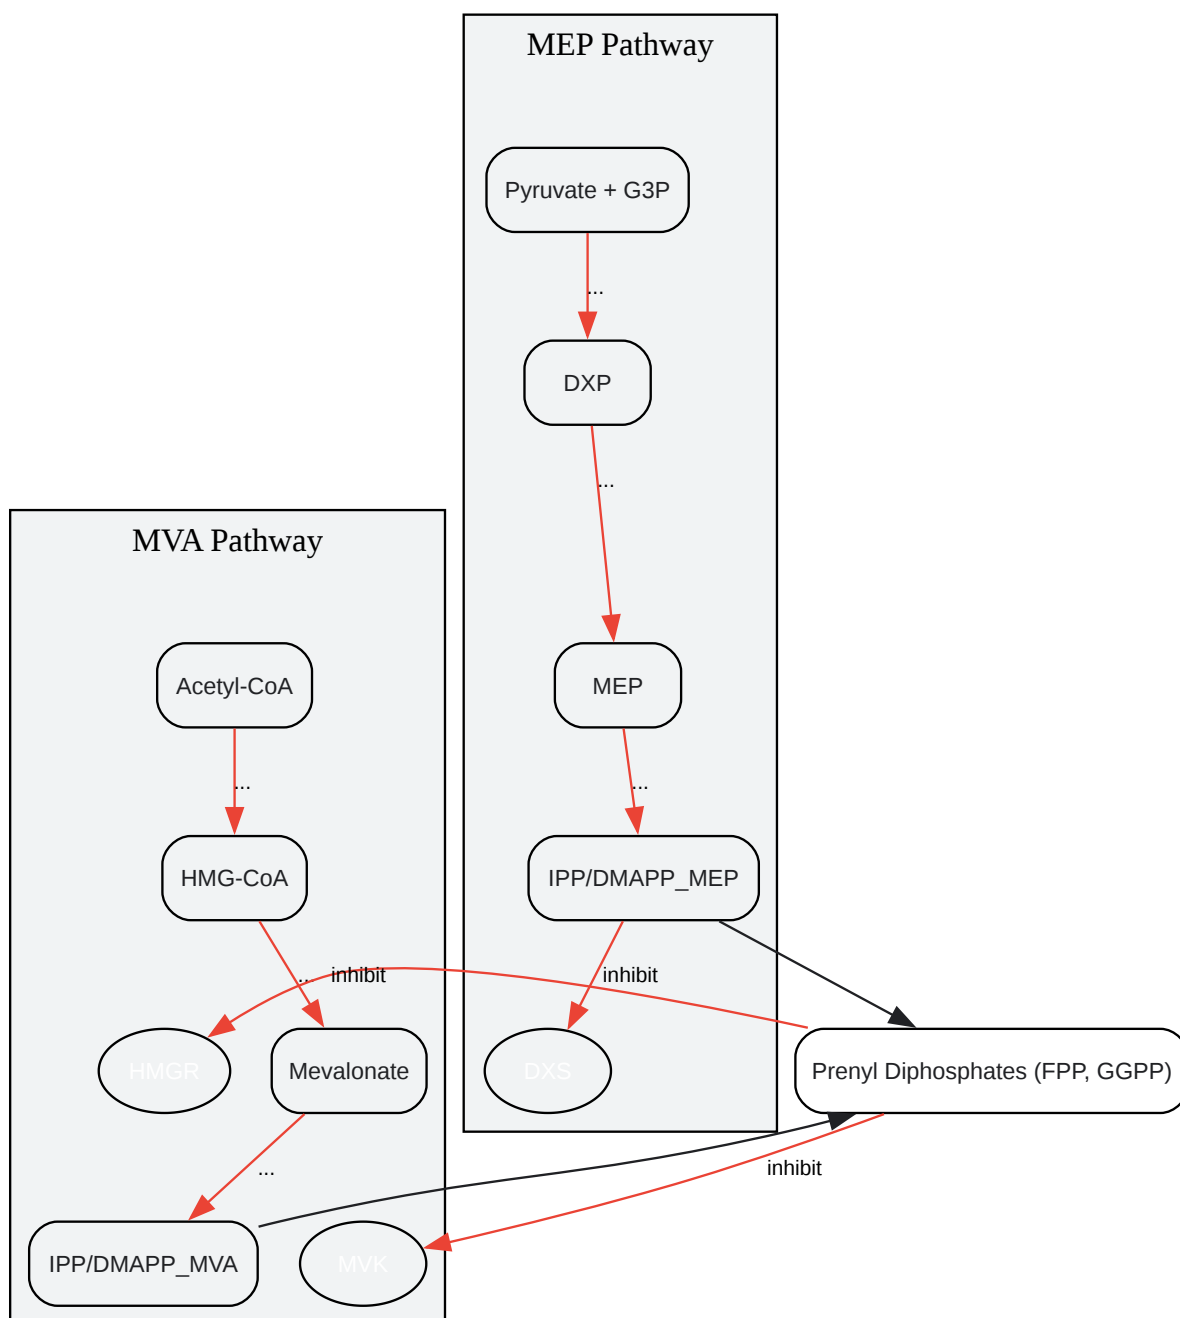 MEP Pathway
Pyruvate + G3P
...
DXP
...
MVA Pathway
MEP
Acetyl-CoA
...
...
HMG-CoA
IPP/DMAPP_MEP
...
inhibit
inhibit
HMGR
Mevalonate
DXS
Prenyl Diphosphates (FPP, GGPP)
...
inhibit
IPP/DMAPP_MVA
MVK